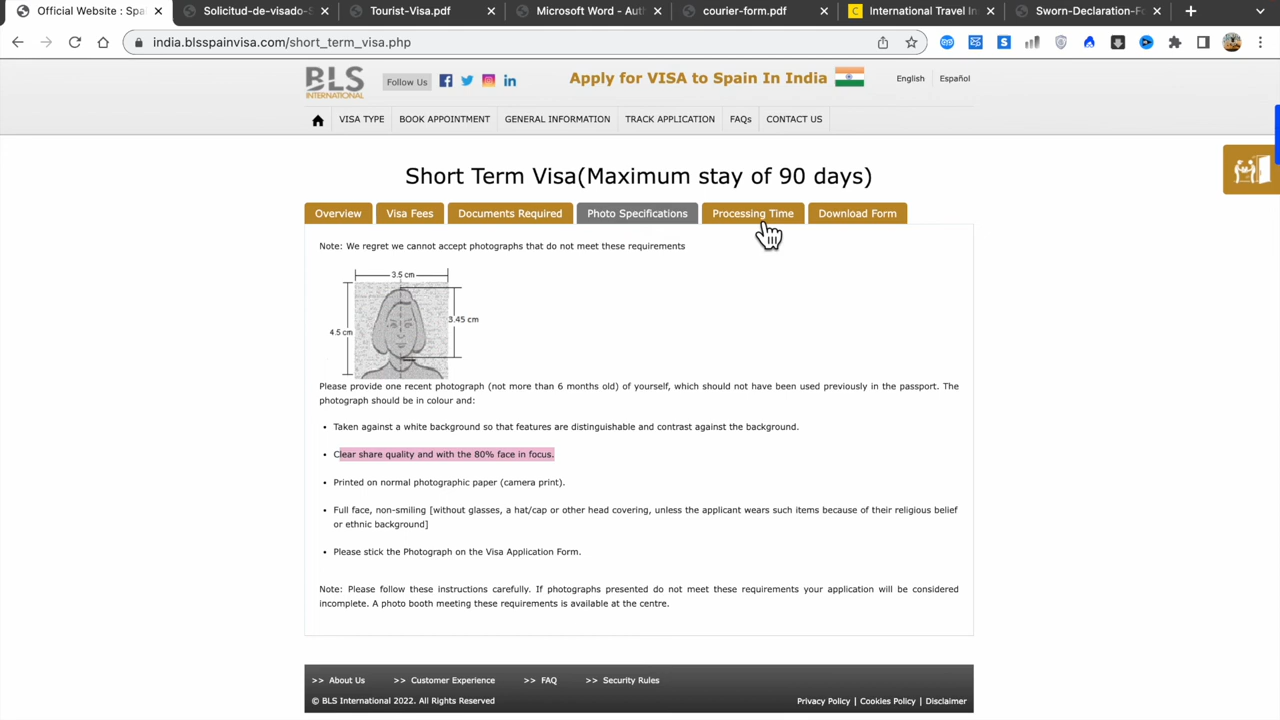 Official Website : Spa
Solicitud-de-visado-S
Tourist-Visa.pdf
Microsoft Word - Auth
courier-form.pdf
International Travel In
Sworn-Declaration-Fo
india.blsspainvisa.com/short_term_visa.php
BLS
INTERNATIONAL
Follow Us
Apply for VISA to Spain In India
English
Español
VISA TYPE
BOOK APPOINTMENT
GENERAL INFORMATION
TRACK APPLICATION
FAQs
CONTACT US
Short Term Visa(Maximum stay of 90 days)
Overview
Visa Fees
Documents Required
Photo Specifications
Processing Time
Download Form
Note: We regret we cannot accept photographs that do not meet these requirements
3.5 cm
3.45 cm
4.5 cm
Please provide one recent photograph (not more than 6 months old) of yourself, which should not have been used previously in the passport. The
photograph should be in colour and:
• Taken against a white background so that features are distinguishable and contrast against the background.
• Clear share quality and with the 80% face in focus.
• Printed on normal photographic paper (camera print).
• Full face, non-smiling [without glasses, a hat/cap or other head covering, unless the applicant wears such items because of their religious belief
or ethnic background]
• Please stick the Photograph on the Visa Application Form.
Note: Please follow these instructions carefully. If photographs presented do not meet these requirements your application will be considered
incomplete. A photo booth meeting these requirements is available at the centre.
>> About Us
>> Customer Experience
>> FAQ
>> Security Rules
© BLS International 2022. All Rights Reserved
Privacy Policy | Cookies Policy | Disclaimer